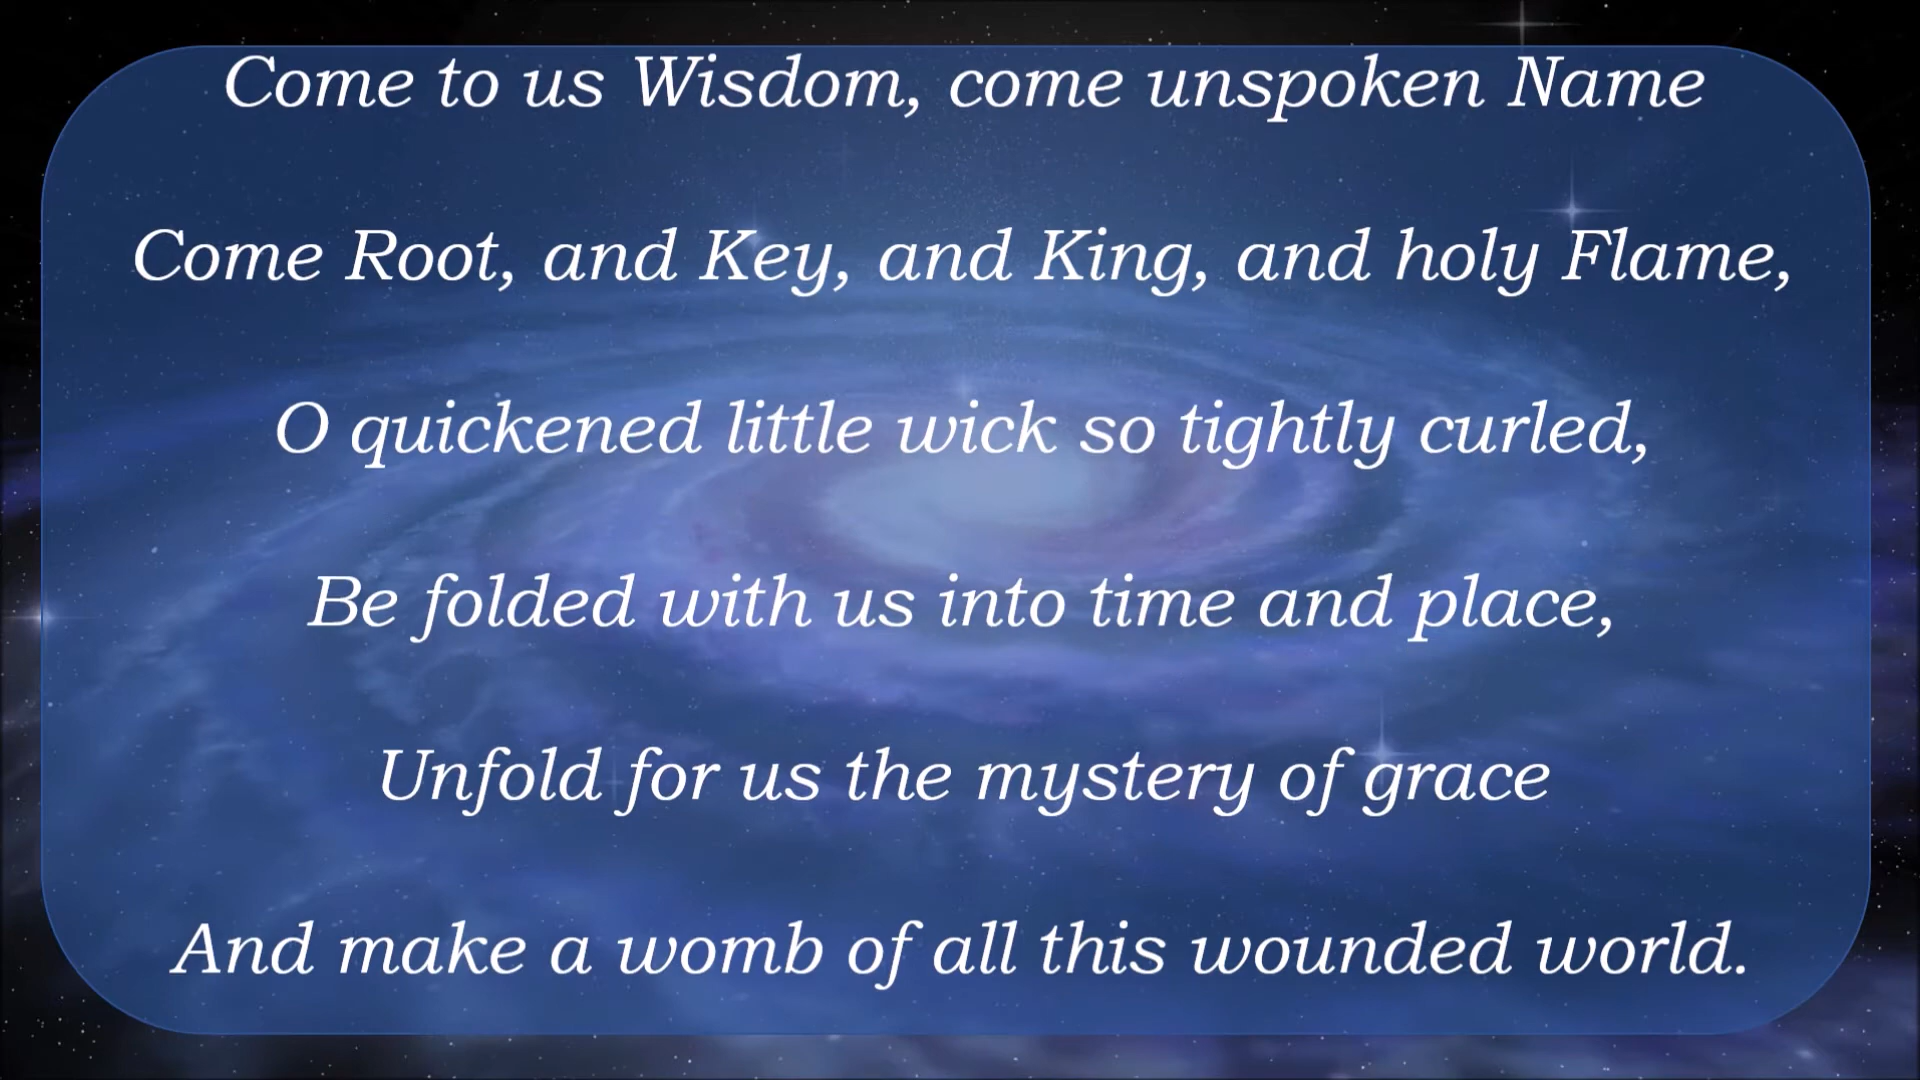 Come to us Wisdom, come unspoken Name
Come Root, and Key, and King, and holy Flame,
O quickened little wick so tightly curled,
Be folded with us into time and place,
Unfold for us the mystery of grace
And make a womb of all this wounded world.